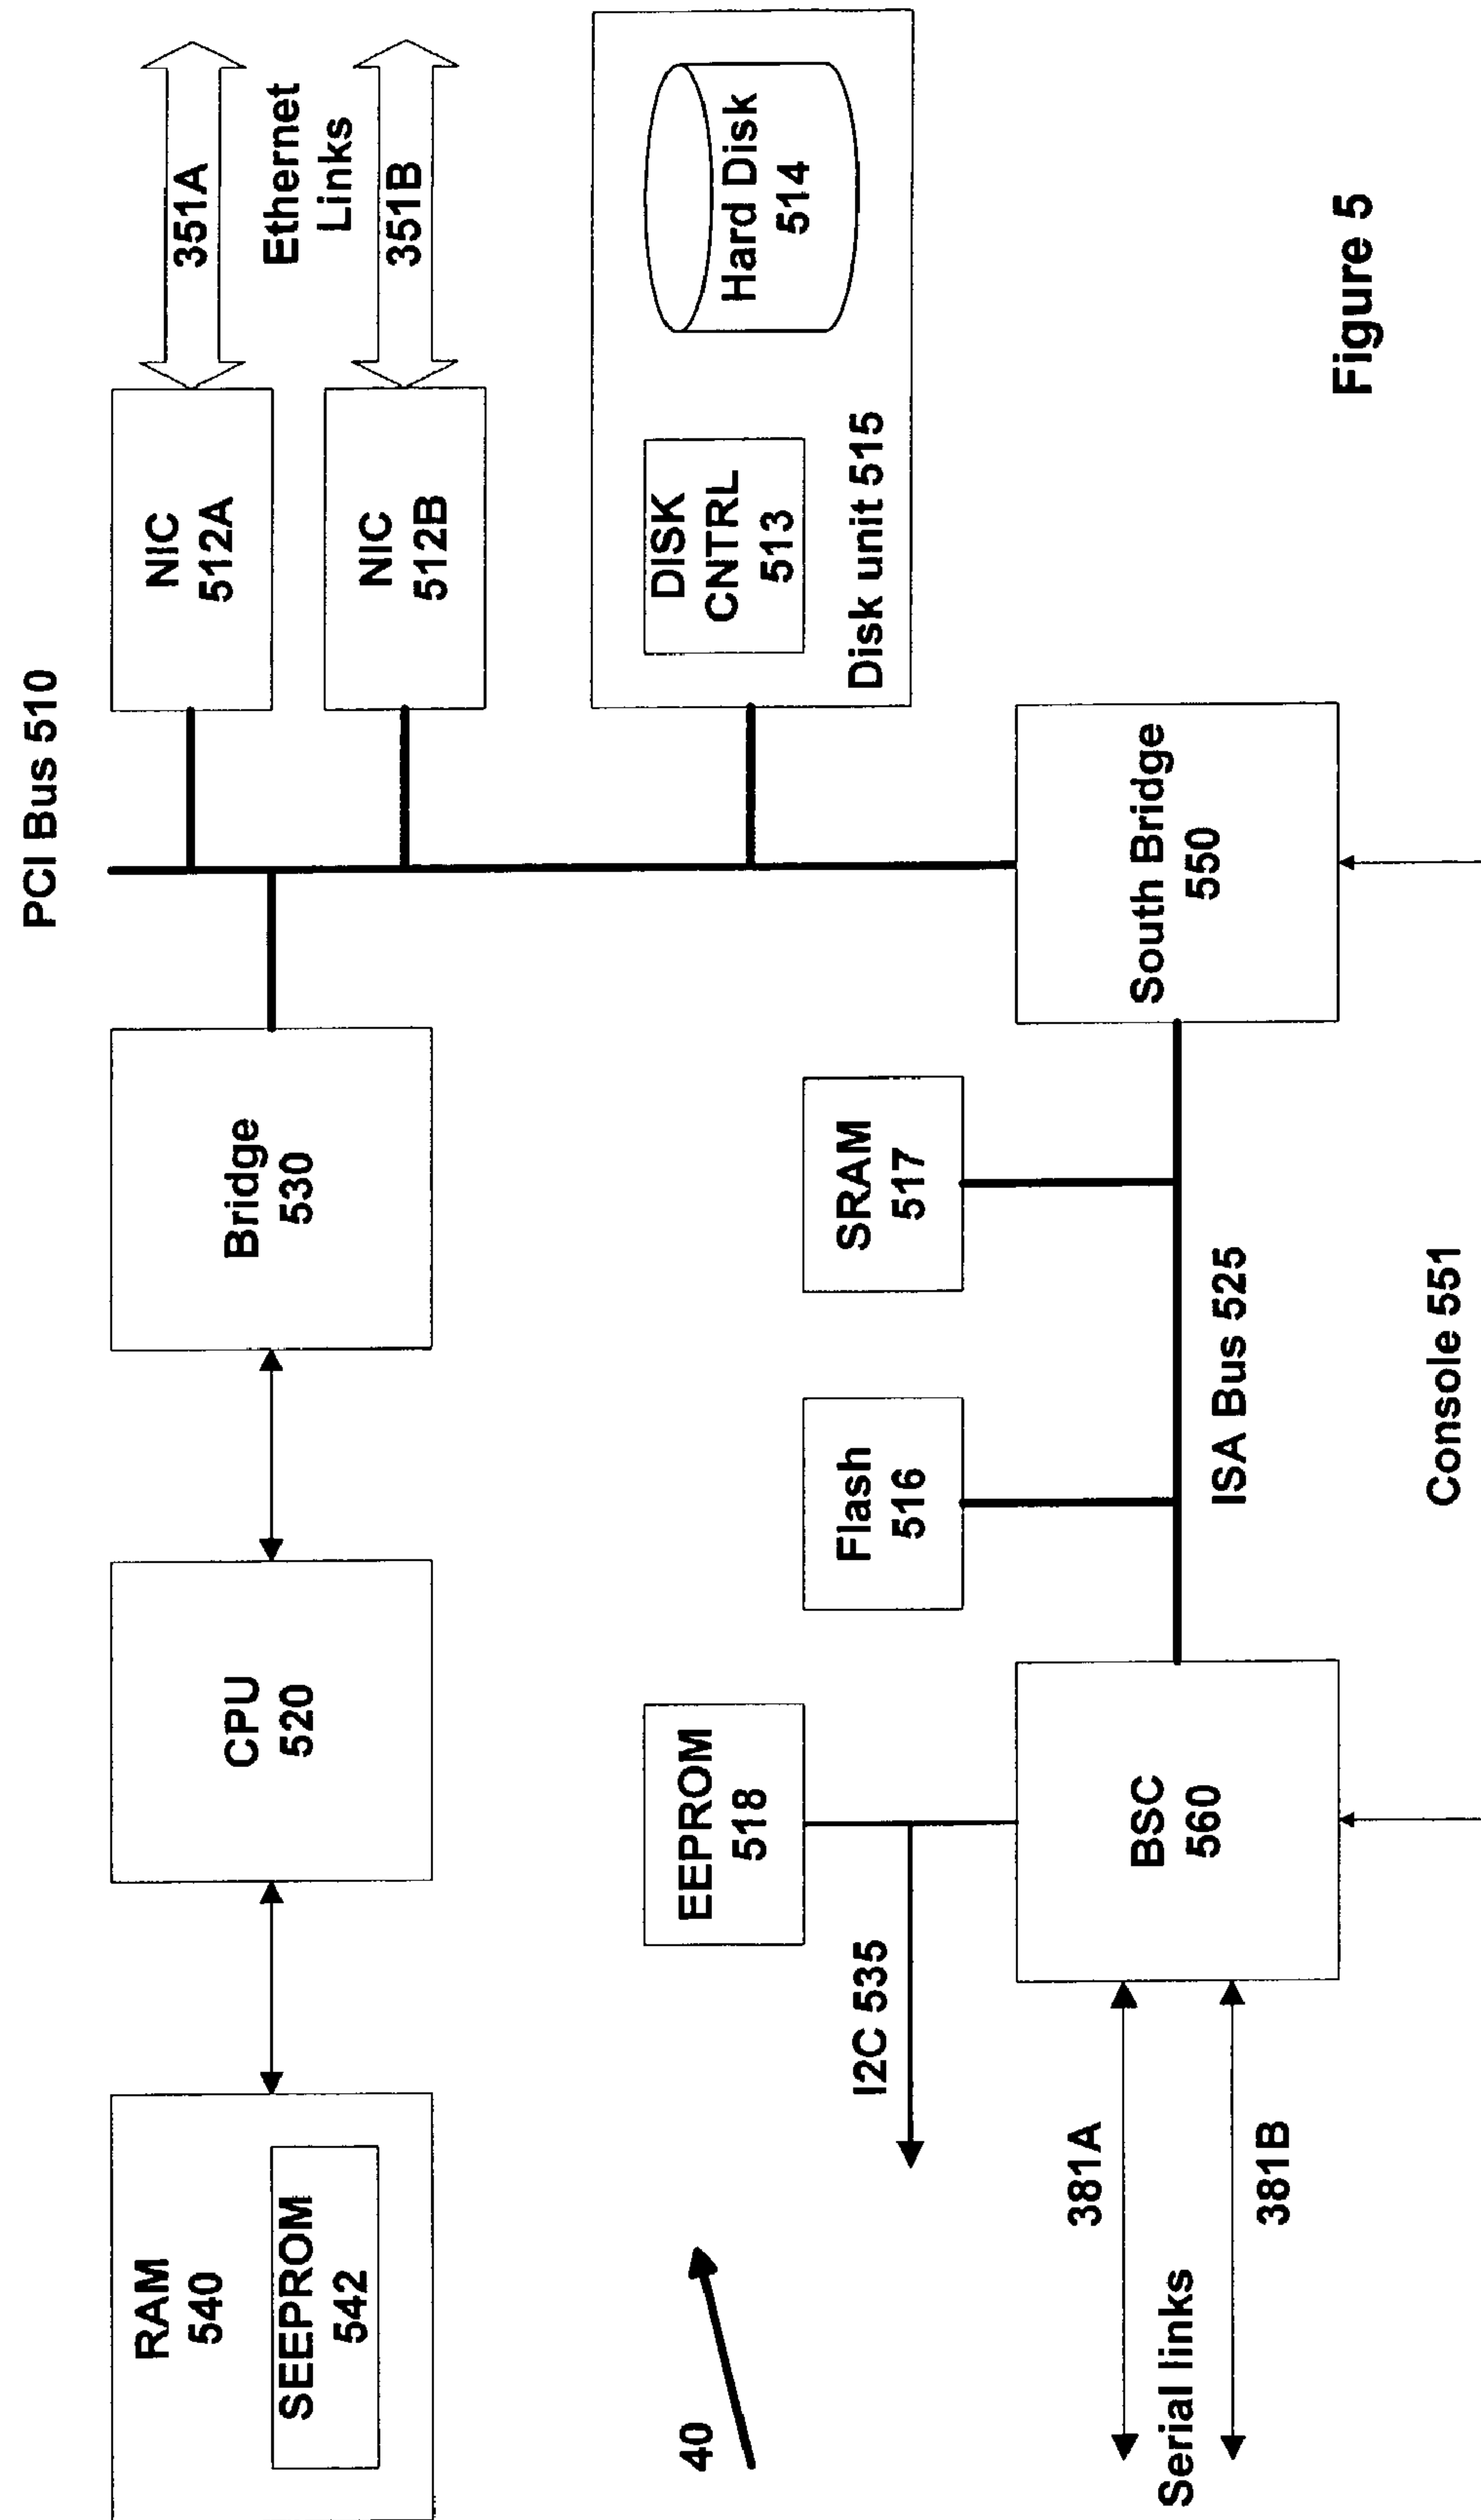 PCI Bus 510
RAM
540
SEEPROM
542
CPU
520
Bridge
530
NIC
512A
351A
Ethernet
Links
NIC
512B
351B
DISK
CNTRL
513
Hard Disk
514
Disk unit 515
40
EEPROM
518
I2C 535
Flash
516
SRAM
517
381A
Serial links
381B
BSC
560
ISA Bus 525
South Bridge
550
Console 551
Figure 5